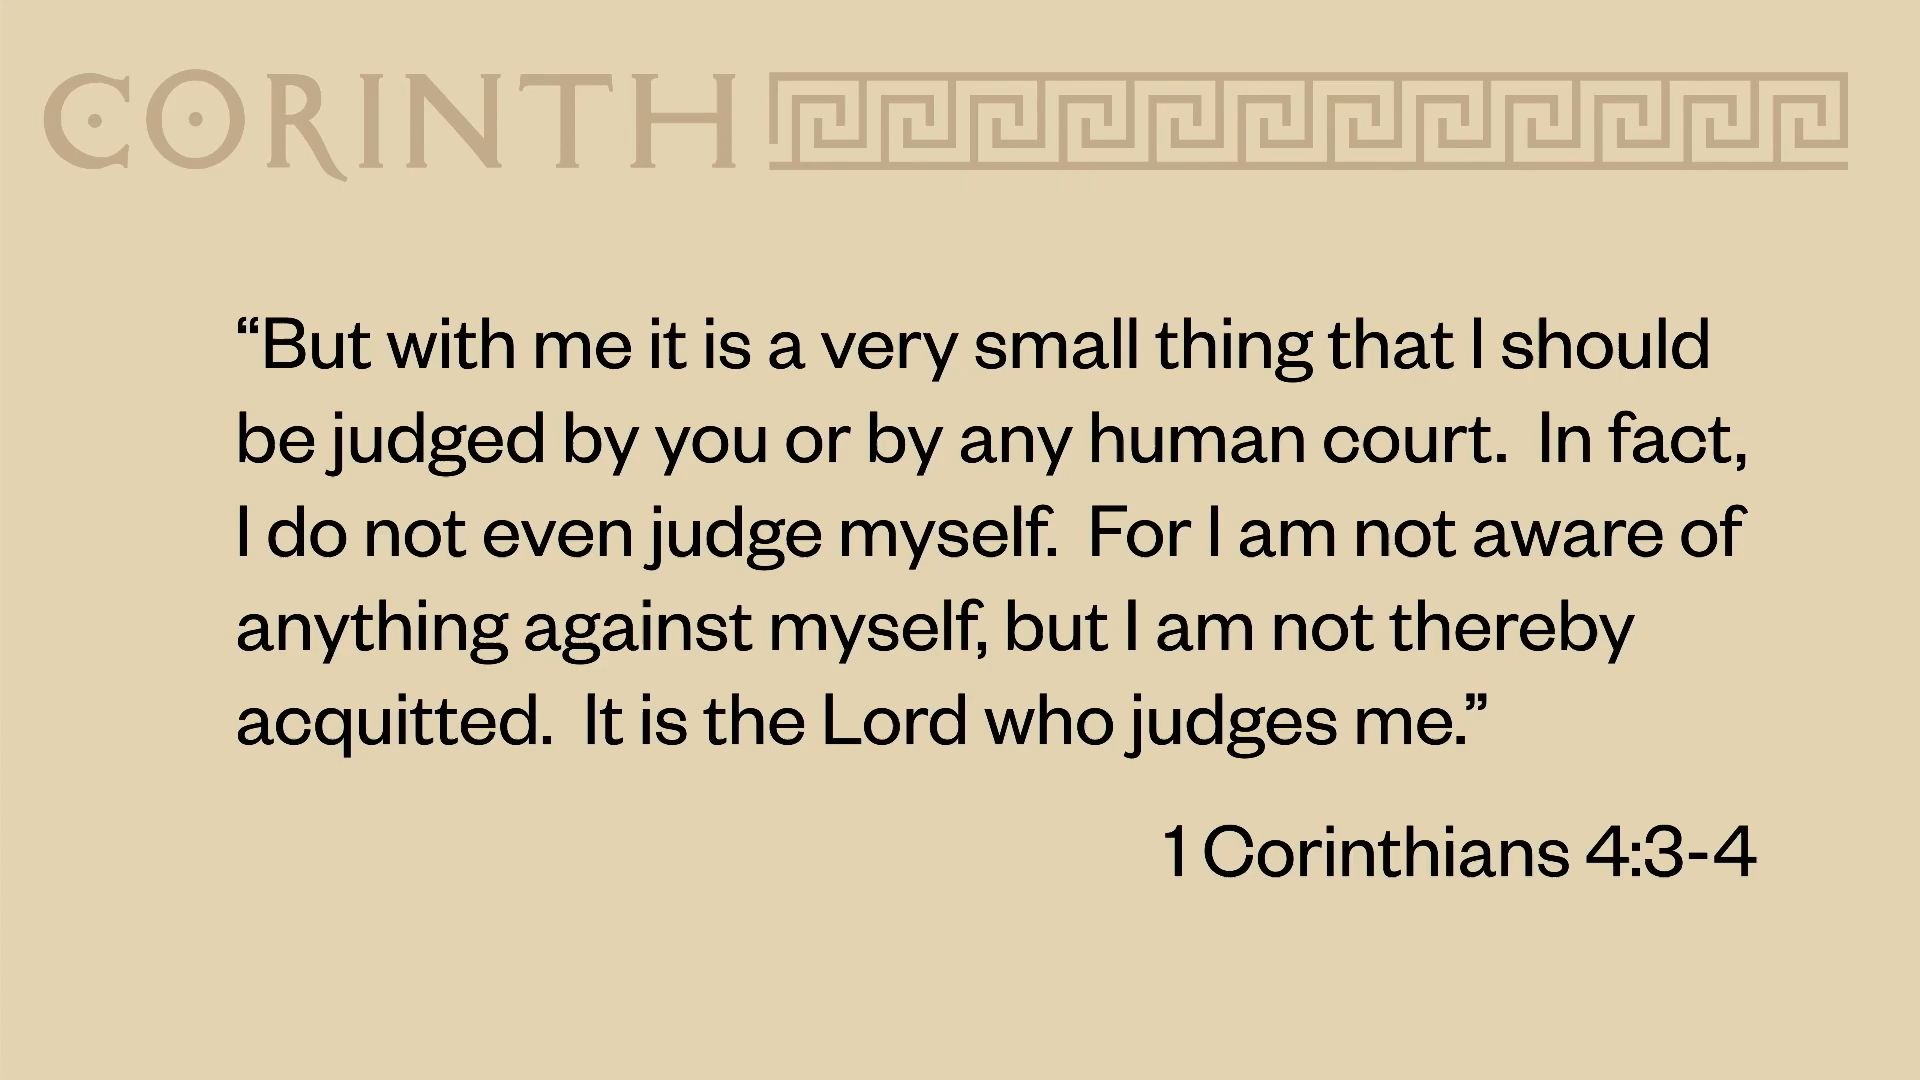 CORINTH
“But with me it is a very small thing that I should
be judged by you or by any human court.  In fact,
I do not even judge myself.  For I am not aware of
anything against myself, but I am not thereby
acquitted.  It is the Lord who judges me.”
1 Corinthians 4:3-4